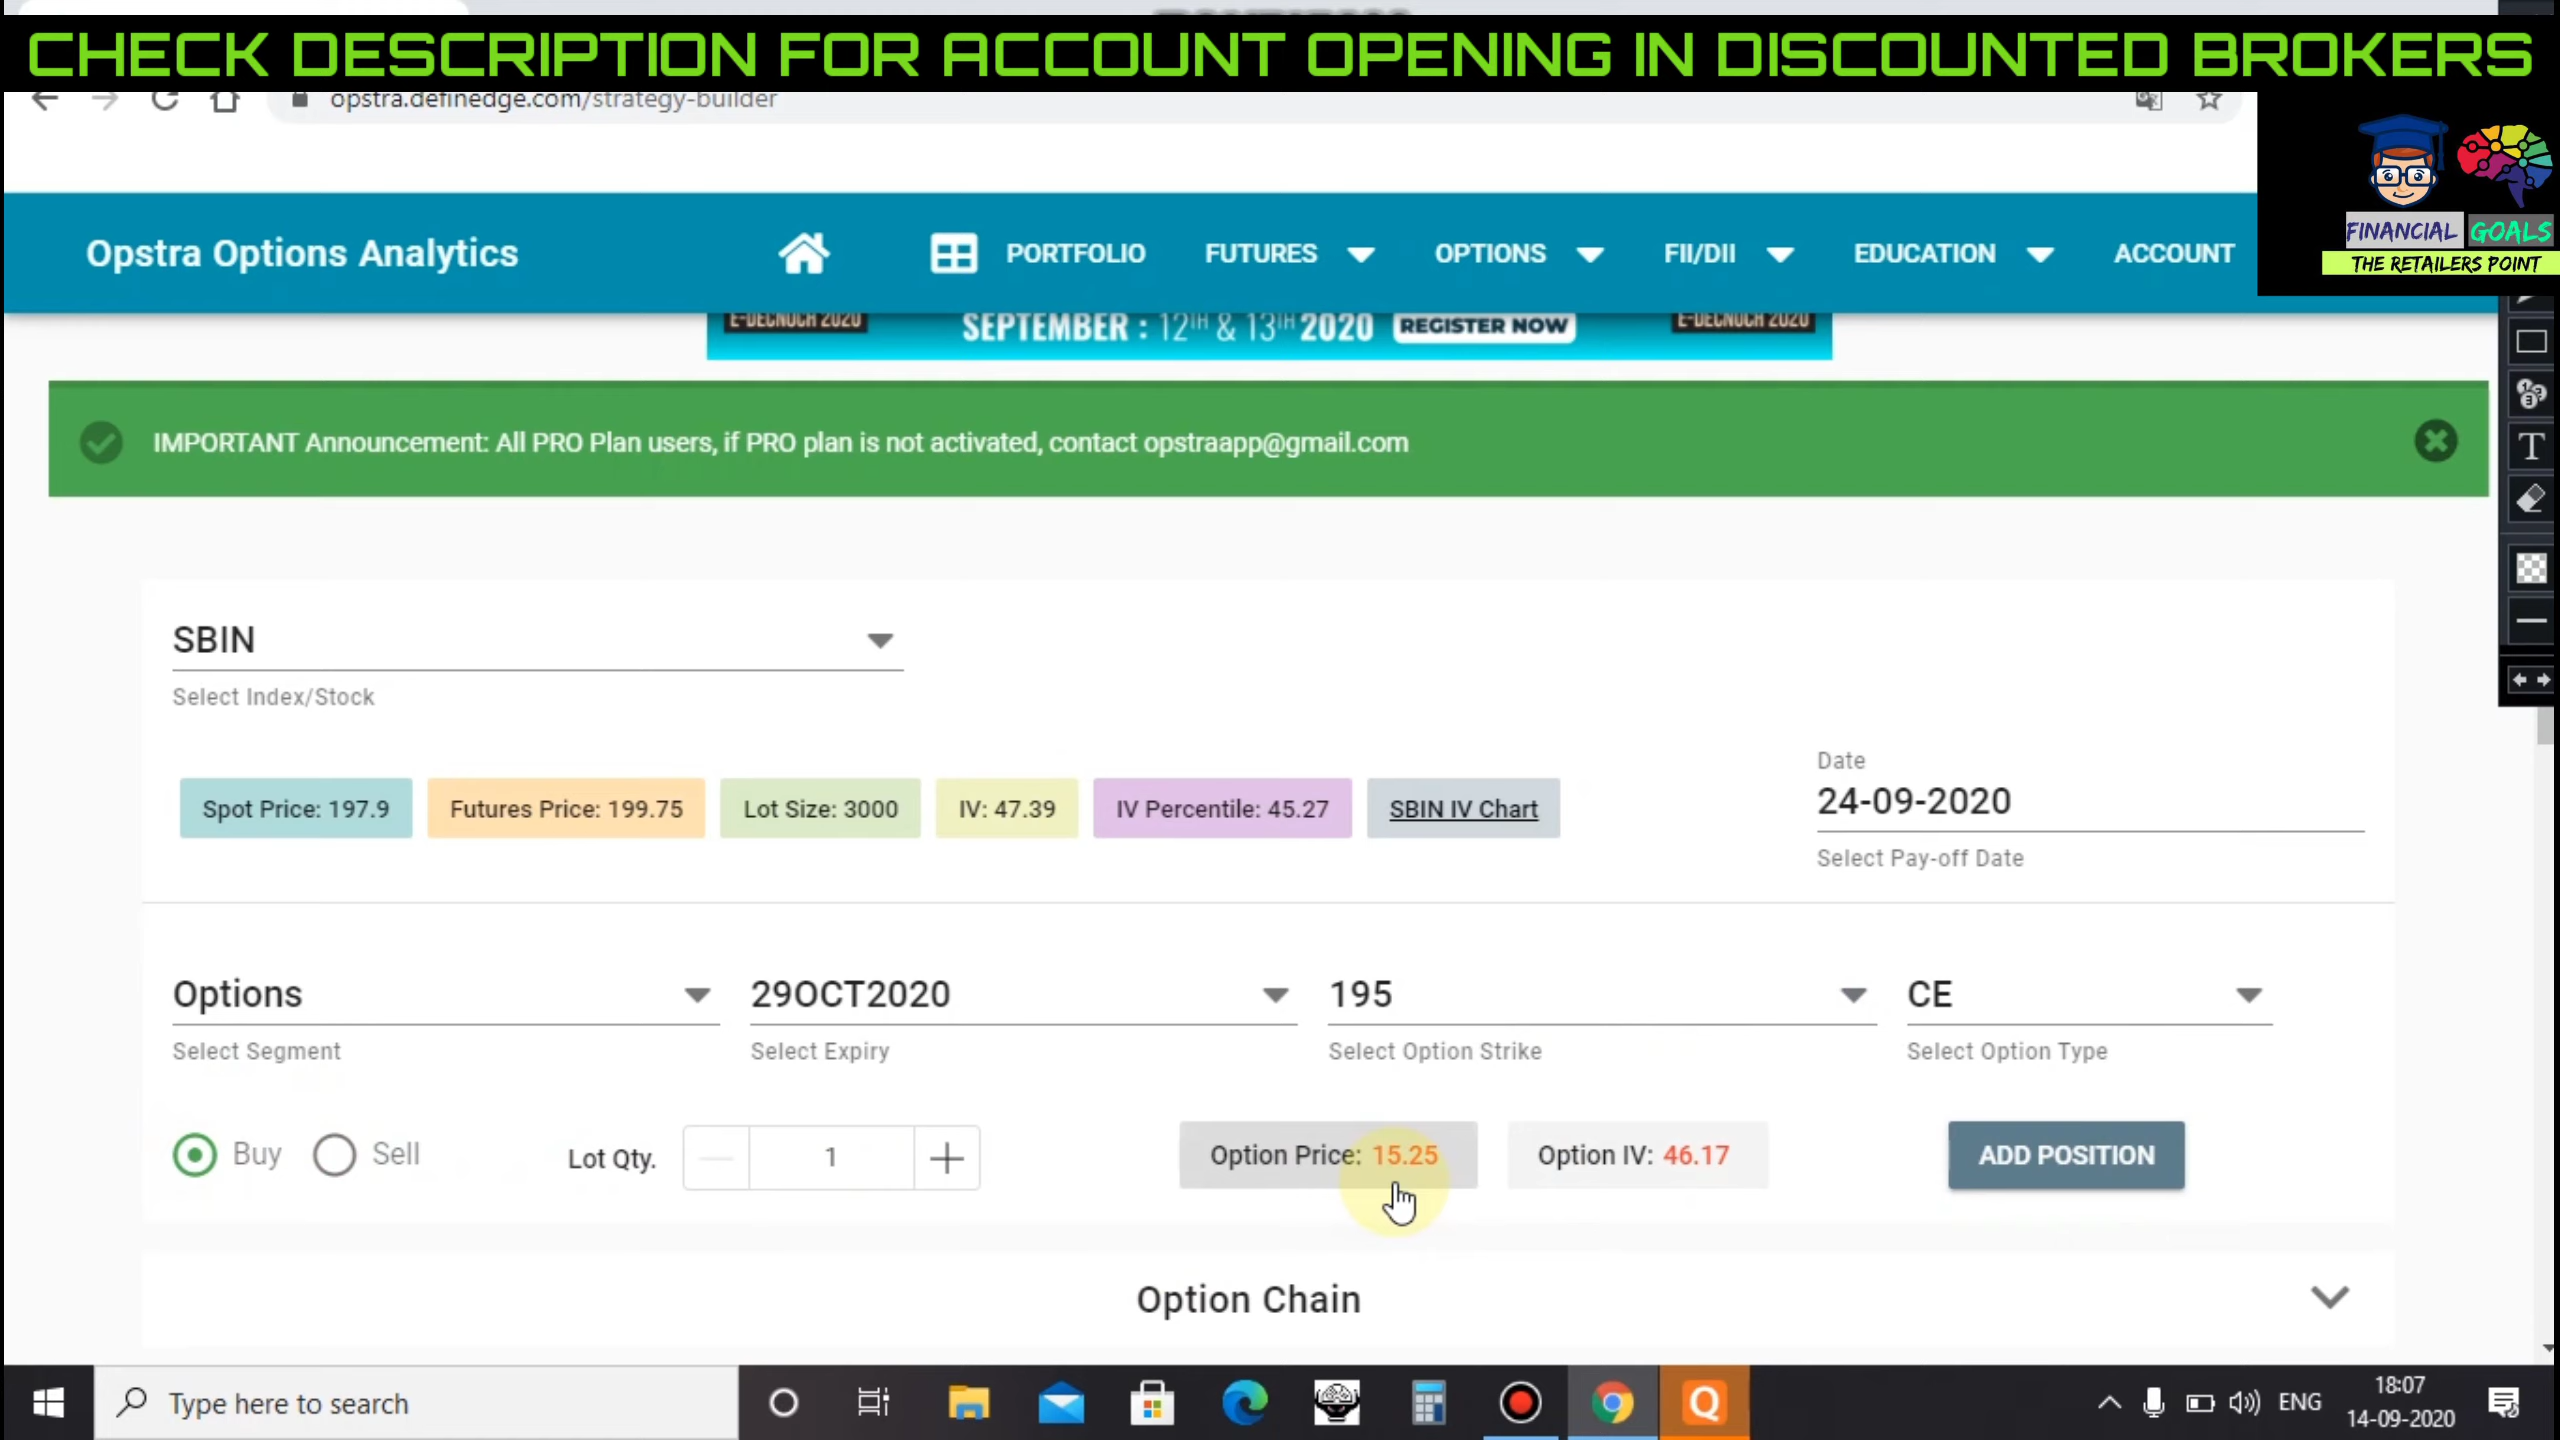 CHECK DESCRIPTION FOR ACCOUNT OPENING IN DISCOUNTED BROKERS
opstra.definedge.com/strategy-builder
FINANCIAL GOALS
THE RETAILERS POINT
Opstra Options Analytics PORTFOLIO FUTURES OPTIONS FII/DII EDUCATION ACCOUNT
SEPTEMBER : 12TH & 13TH 2020 REGISTER NOW
IMPORTANT Announcement: All PRO Plan users, if PRO plan is not activated, contact opstraapp@gmail.com
SBIN
Select Index/Stock
Date
24-09-2020
Select Pay-off Date
Spot Price: 197.9 Futures Price: 199.75 Lot Size: 3000 IV: 47.39 IV Percentile: 45.27 SBIN IV Chart
Options 29OCT2020 195 CE
Select Segment Select Expiry Select Option Strike Select Option Type
Buy Sell Lot Qty. 1 Option Price: 15.25 Option IV: 46.17 ADD POSITION
Option Chain
Type here to search
ENG
18:07
14-09-2020